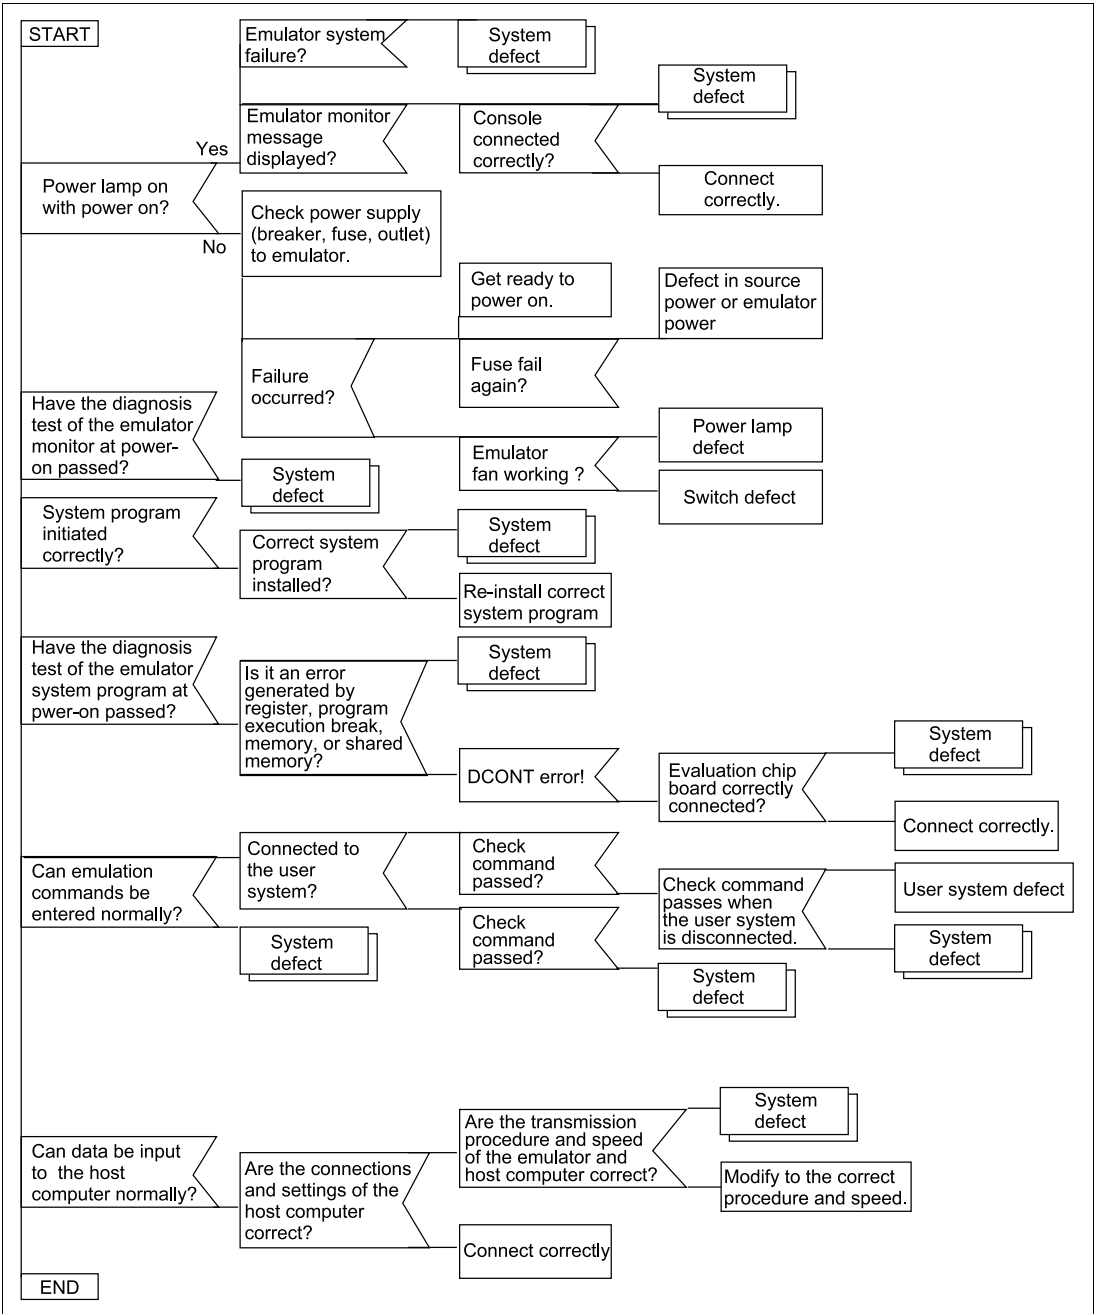 START
Emulator system
failure?
System
defect
System
defect
Emulator monitor
message
displayed?
Console
connected
correctly?
Yes
Power lamp on
with power on?
No
Connect
correctly.
Check power supply
(breaker, fuse, outlet)
to emulator.
Get ready to
power on.
Defect in source
power or emulator
power
Failure
occurred?
Fuse fail
again?
Have the diagnosis
test of the emulator
monitor at power-
on passed?
Power lamp
defect
Emulator
fan working ?
System
defect
Switch defect
System program
initiated
correctly?
System
defect
Correct system
program
installed?
Re-install correct
system program
Have the diagnosis
test of the emulator
system program at
pwer-on passed?
System
defect
Is it an error
generated by
register, program
execution break,
memory, or shared
memory?
DCONT error!
Evaluation chip
board correctly
connected?
System
defect
Connect correctly.
Can emulation
commands be
entered normally?
Connected to
the user
system?
Check
command
passed?
Check command
passes when
the user system
is disconnected.
User system defect
System
defect
Check
command
passed?
System
defect
System
defect
Can data be input
to the host
computer normally?
Are the connections
and settings of the
host computer
correct?
Are the transmission
procedure and speed
of the emulator and
host computer correct?
System
defect
Modify to the correct
procedure and speed.
Connect correctly
END